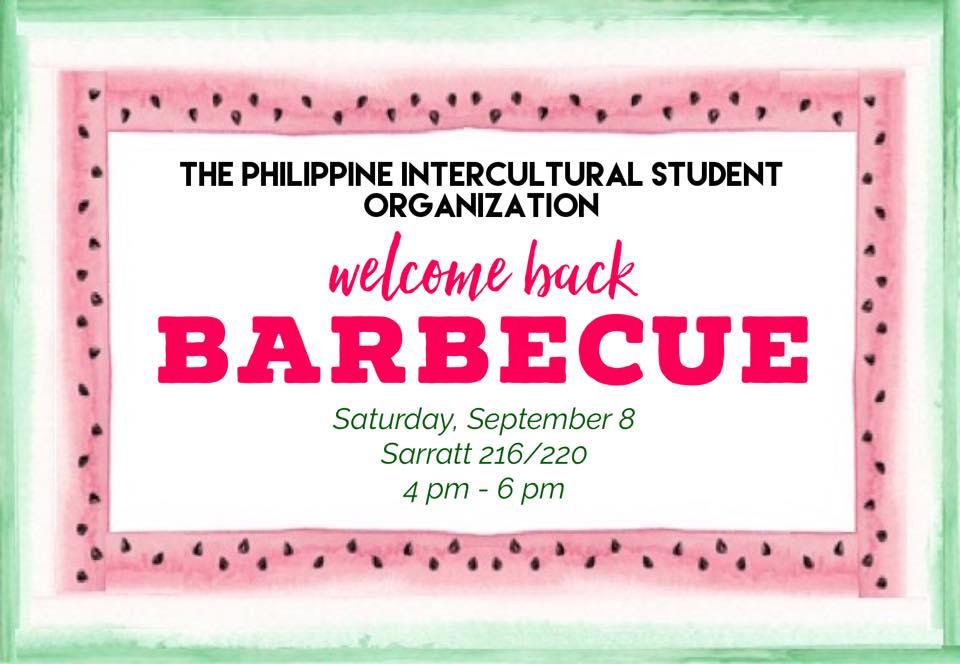 THE PHILIPPINE INTERCULTURAL STUDENT
ORGANIZATION
welcome back
BARBECUE
Saturday, September 8
Sarratt 216/220
4 pm - 6 pm